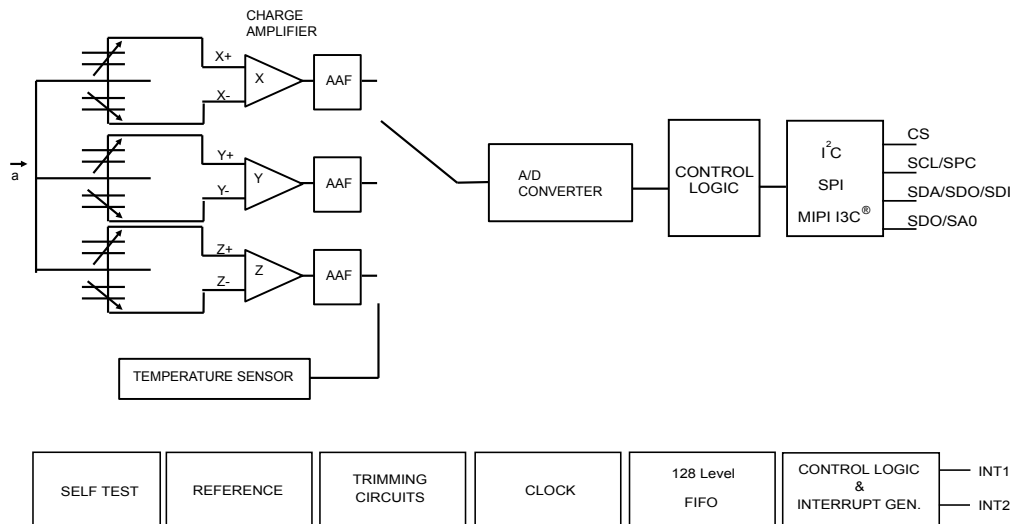 CHARGE
AMPLIFIER
X+
X
AAF
X-
Y+
Y
AAF
Y-
a
Z+
Z
AAF
Z-
TEMPERATURE SENSOR
A/D
CONVERTER
CONTROL
LOGIC
I²C
SPI
MIPI I3C®
CS
SCL/SPC
SDA/SDO/SDI
SDO/SA0
SELF TEST
REFERENCE
TRIMMING
CIRCUITS
CLOCK
128 Level
FIFO
CONTROL LOGIC
&
INTERRUPT GEN.
INT1
INT2